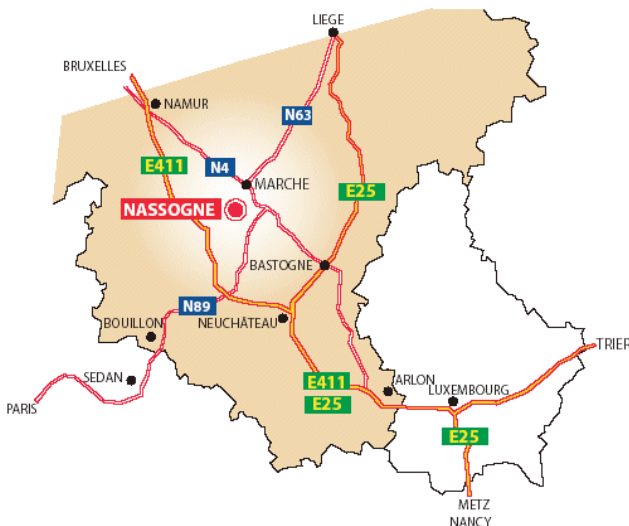 LIEGE
BRUXELLES
NAMUR
N63
E411
N4
MARCHE
E25
NASSOGNE
BASTOGNE
N89
NEUCHÂTEAU
BOUILLON
TRIER
SEDAN
E411
ARLON
LUXEMBOURG
E25
PARIS
E25
METZ
NANCY